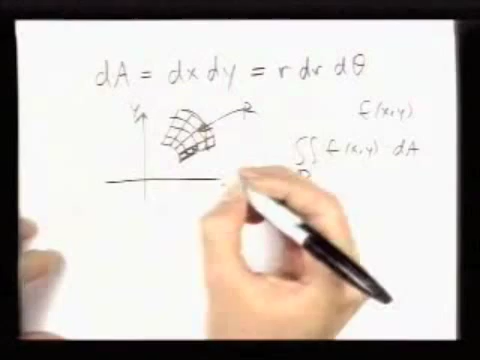 dA = dx dy = r dr dθ
y
R
f(x,y)
∬ f(x,y) dA